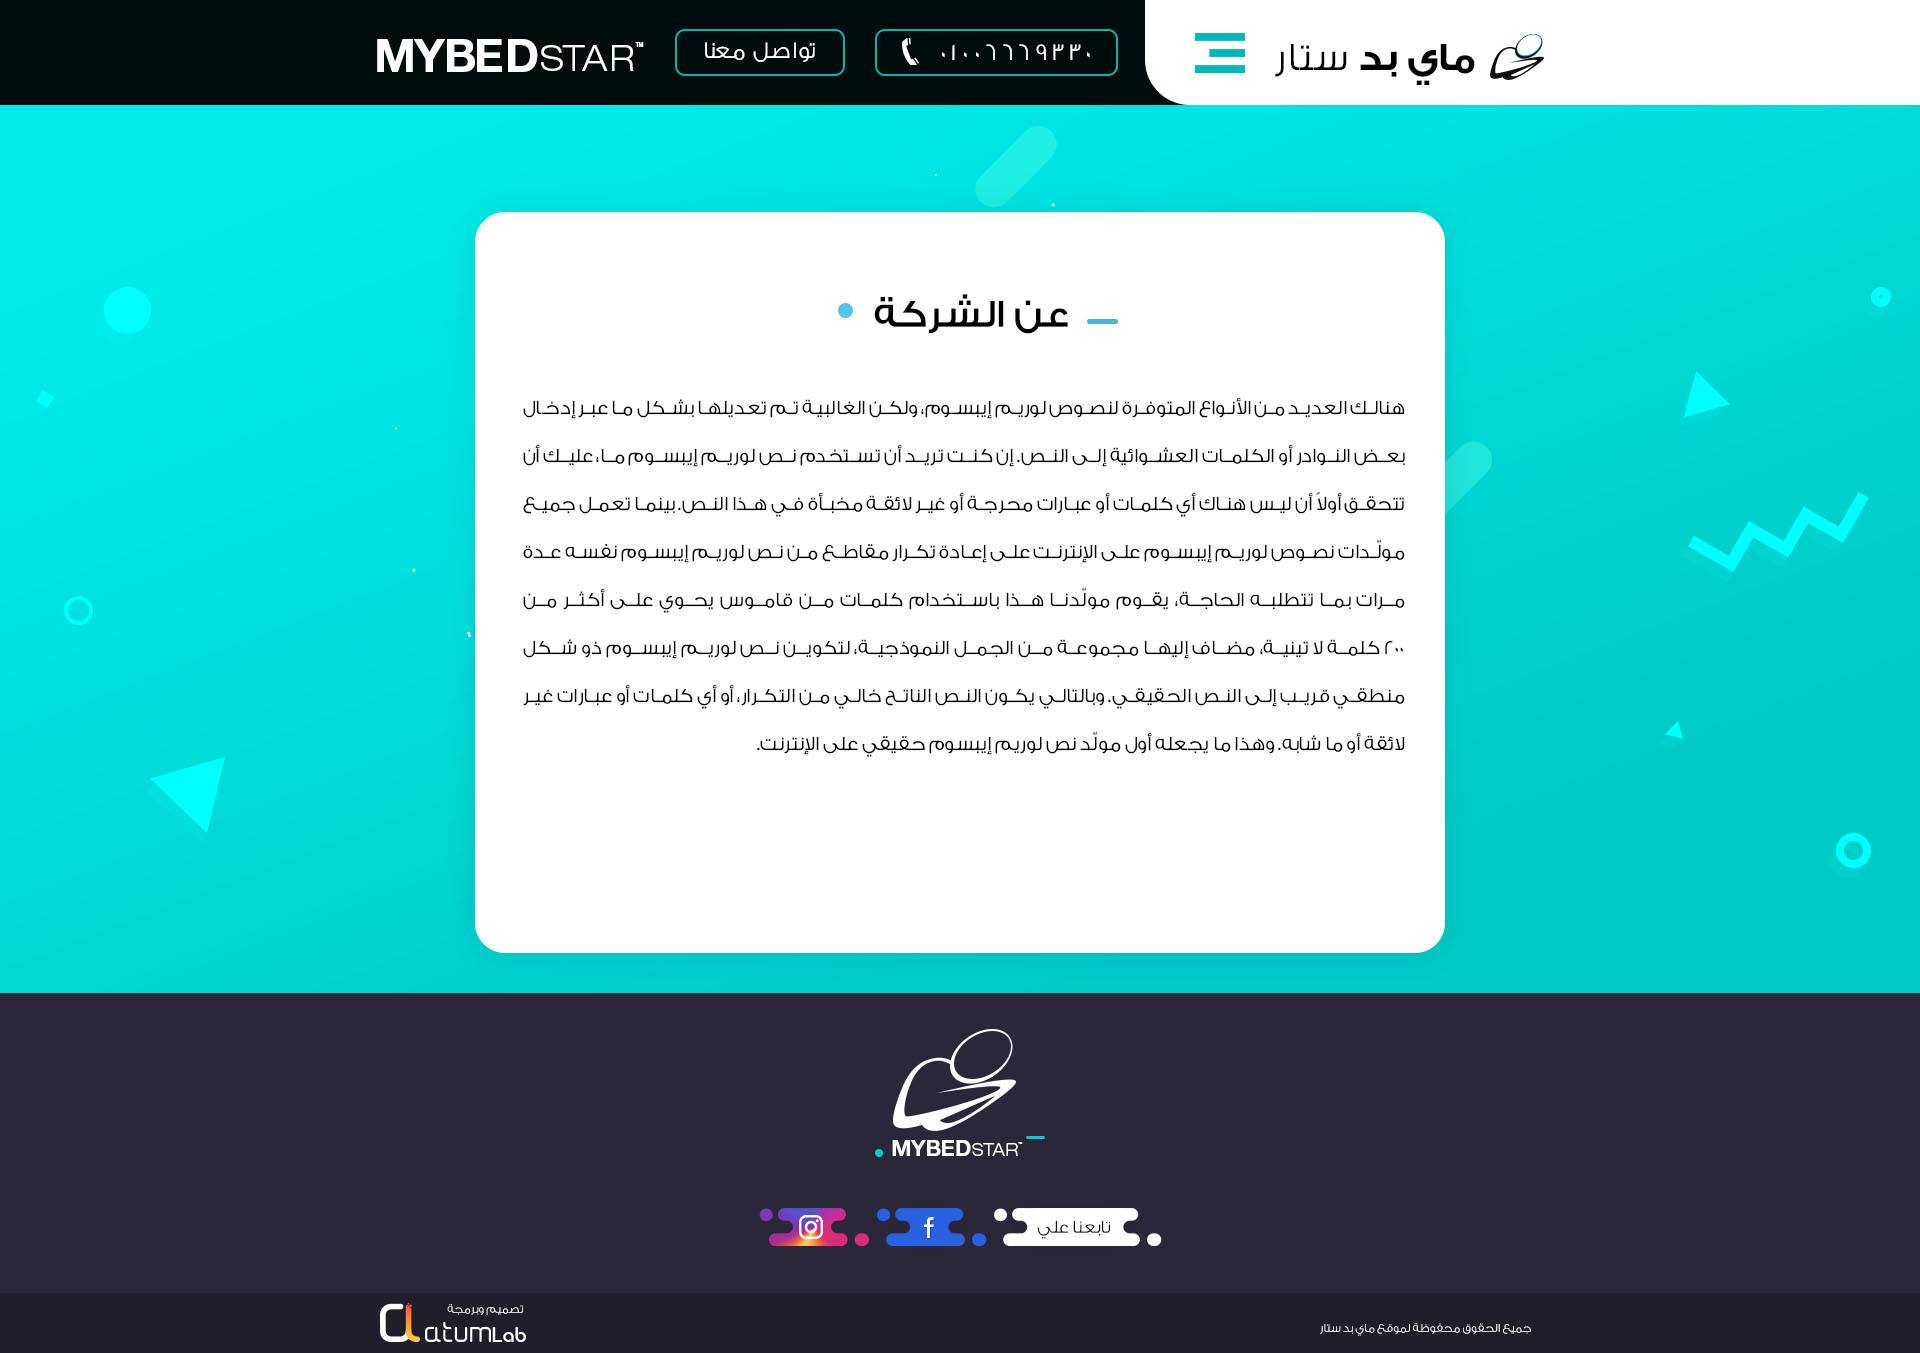 ماي بد ستار
٠١٠٠٦٦٦٩٣٣٠
تواصل معنا
MYBEDSTAR™
عن الشركة
هنالك العديد من الأنواع المتوفرة لنصوص لوريم إيبسوم، ولكن الغالبية تم تعديلها بشكل ما عبر إدخال
بعض النوادر أو الكلمات العشوائية إلى النص. إن كنت تريد أن تستخدم نص لوريم إيبسوم ما، عليك أن
تتحقق أولاً أن ليس هناك أي كلمات أو عبارات محرجة أو غير لائقة مخبأة في هذا النص. بينما تعمل جميع
مولّدات نصوص لوريم إيبسوم على الإنترنت على إعادة تكرار مقاطع من نص لوريم إيبسوم نفسه عدة
مرات بما تتطلبه الحاجة، يقوم مولّدنا هذا باستخدام كلمات من قاموس يحوي على أكثر من
٢٠٠ كلمة لا تينية، مضاف إليها مجموعة من الجمل النموذجية، لتكوين نص لوريم إيبسوم ذو شكل
منطقي قريب إلى النص الحقيقي. وبالتالي يكون النص الناتح خالي من التكرار، أو أي كلمات أو عبارات غير
لائقة أو ما شابه. وهذا ما يجعله أول مولّد نص لوريم إيبسوم حقيقي على الإنترنت.
MYBEDSTAR™
تابعنا علي
جميع الحقوق محفوظة لموقع ماي بد ستار
تصميم وبرمجة
atumLab